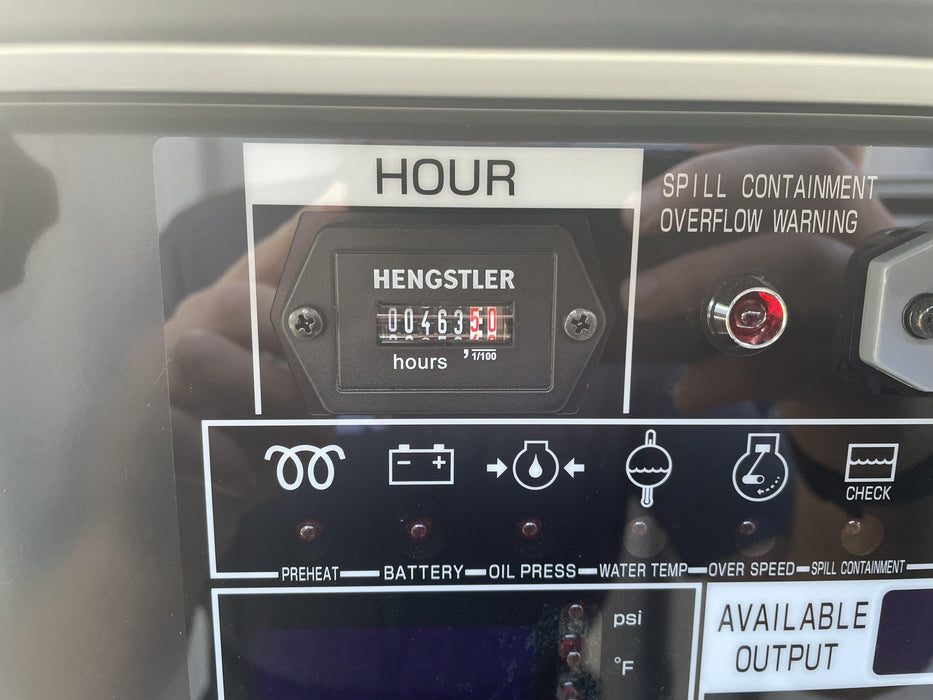 HOUR
SPILL CONTAINMENT
OVERFLOW WARNING
HENGSTLER
0046350
hours , 1/100
CHECK
PREHEAT BATTERY OIL PRESS WATER TEMP OVER SPEED SPILL CONTAINMENT
psi
°F
AVAILABLE
OUTPUT